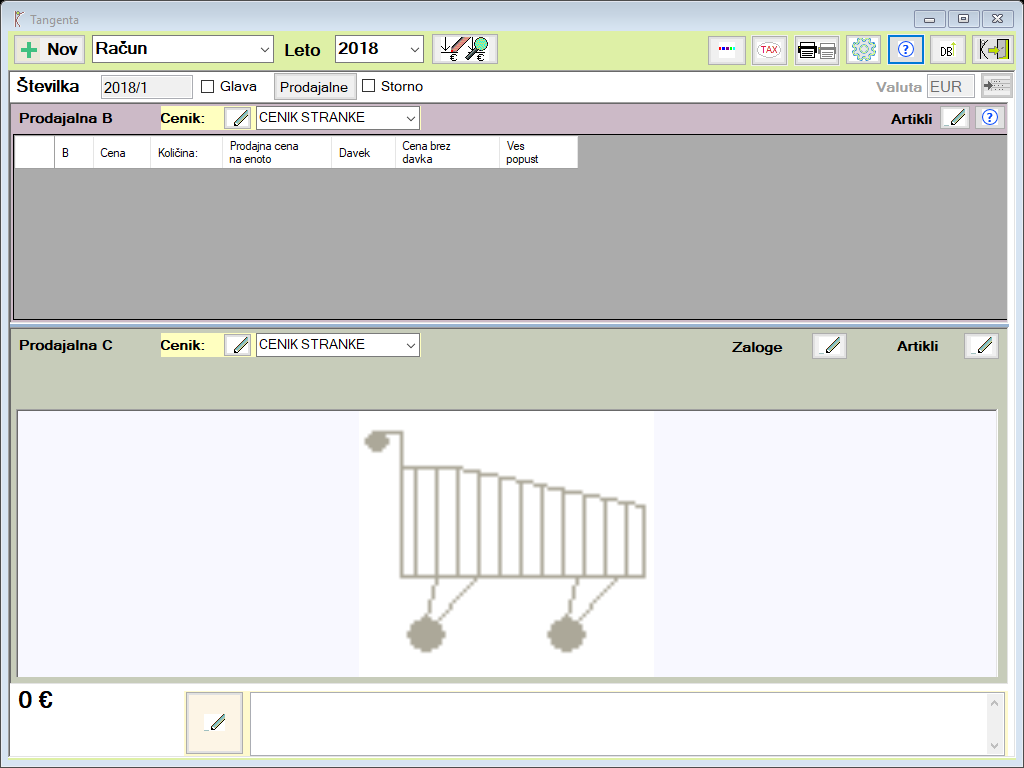 Tangenta
Nov Račun Leto 2018 € € TAX ? DB
Številka 2018/1 Glava Prodajalne Storno Valuta EUR
Prodajalna B Cenik: CENIK STRANKE Artikli ?
B Cena Količina: Prodajna cena na enoto Davek Cena brez davka Ves popust
Prodajalna C Cenik: CENIK STRANKE Zaloge Artikli
0 €